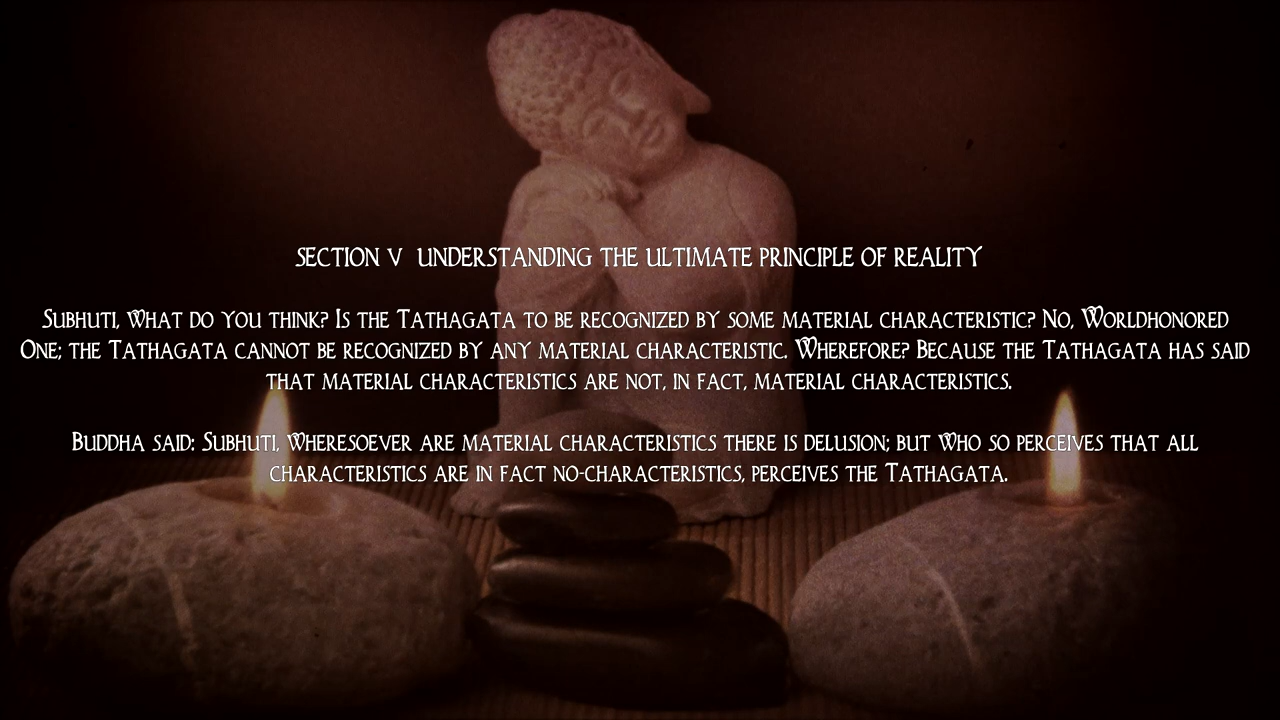 SECTION V UNDERSTANDING THE ULTIMATE PRINCIPLE OF REALITY
Subhuti, what do you think? Is the Tathagata to be recognized by some material characteristic? No, Worldhonored
One; the Tathagata cannot be recognized by any material characteristic. Wherefore? Because the Tathagata has said
that material characteristics are not, in fact, material characteristics.
Buddha said: Subhuti, wheresoever are material characteristics there is delusion; but who so perceives that all
characteristics are in fact no-characteristics, perceives the Tathagata.